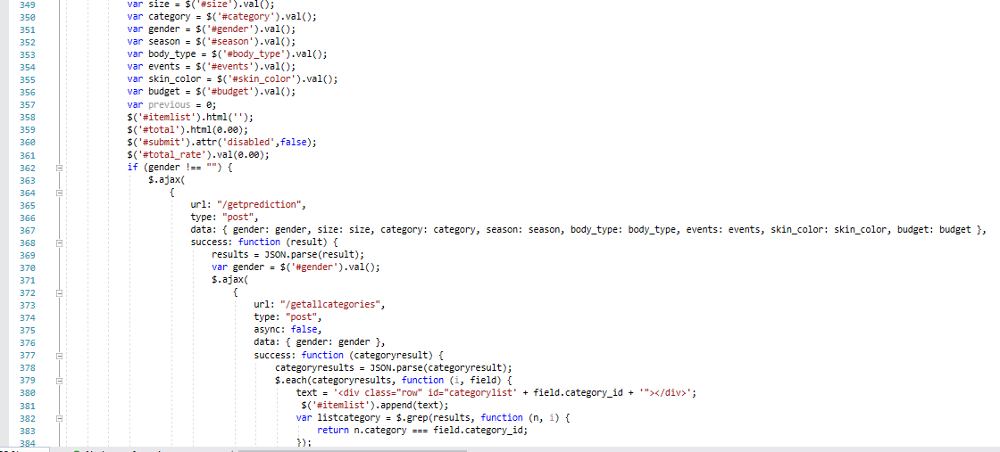 349 var size = $('#size').val();
350 var category = $('#category').val();
351 var gender = $('#gender').val();
352 var season = $('#season').val();
353 var body_type = $('#body_type').val();
354 var events = $('#events').val();
355 var skin_color = $('#skin_color').val();
356 var budget = $('#budget').val();
357 var previous = 0;
358 $('#itemlist').html('');
359 $('#total').html(0.00);
360 $('#submit').attr('disabled',false);
361 $('#total_rate').val(0.00);
362 if (gender !== "") {
363 $.ajax(
364 {
365 url: "/getprediction",
366 type: "post",
367 data: { gender: gender, size: size, category: category, season: season, body_type: body_type, events: events, skin_color: skin_color, budget: budget },
368 success: function (result) {
369 results = JSON.parse(result);
370 var gender = $('#gender').val();
371 $.ajax(
372 {
373 url: "/getallcategories",
374 type: "post",
375 async: false,
376 data: { gender: gender },
377 success: function (categoryresult) {
378 categoryresults = JSON.parse(categoryresult);
379 $.each(categoryresults, function (i, field) {
380 text = '<div class="row" id="categorylist' + field.category_id + '"></div>';
381 $('#itemlist').append(text);
382 var listcategory = $.grep(results, function (n, i) {
383 return n.category === field.category_id;
384 });